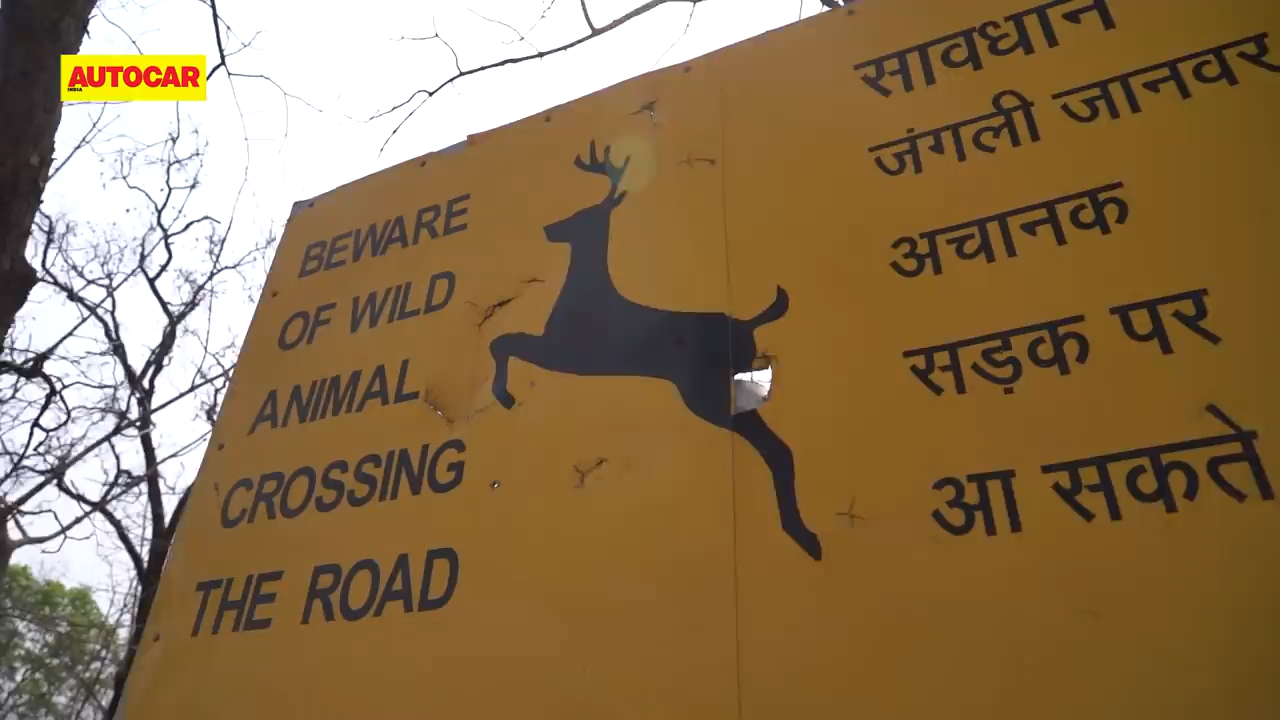 AUTOCAR
INDIA
BEWARE
OF WILD
ANIMAL
CROSSING
THE ROAD
सावधान
जंगली जानवर
अचानक
सड़क पर
आ सकते